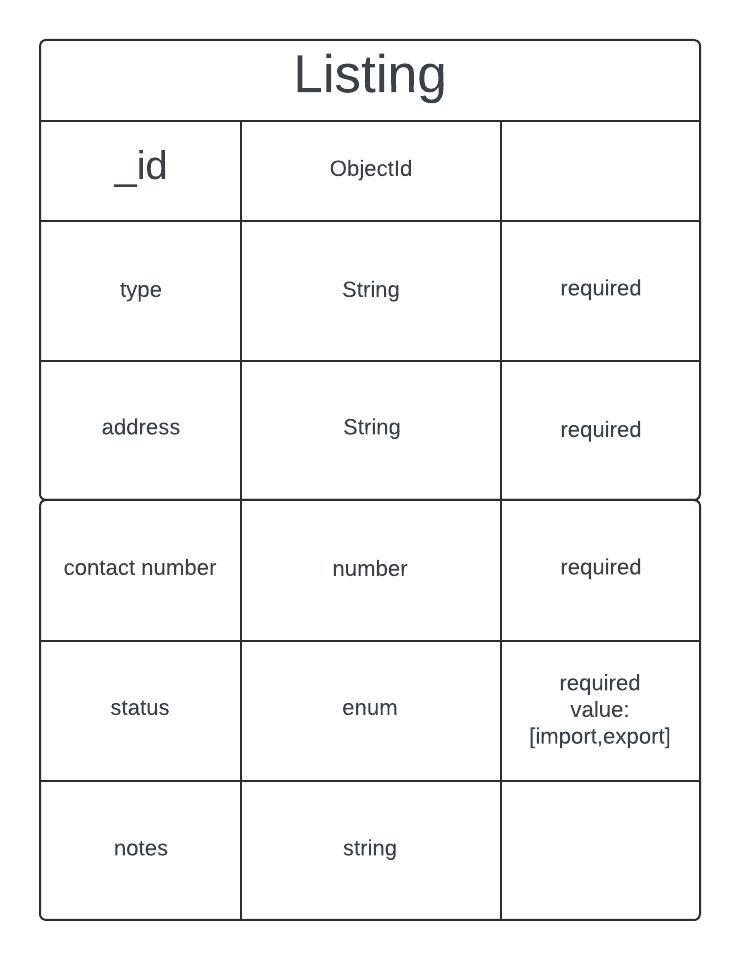 Listing
_id
ObjectId
type
String
required
address
String
required
contact number
number
required
status
enum
required
value:
[import,export]
notes
string